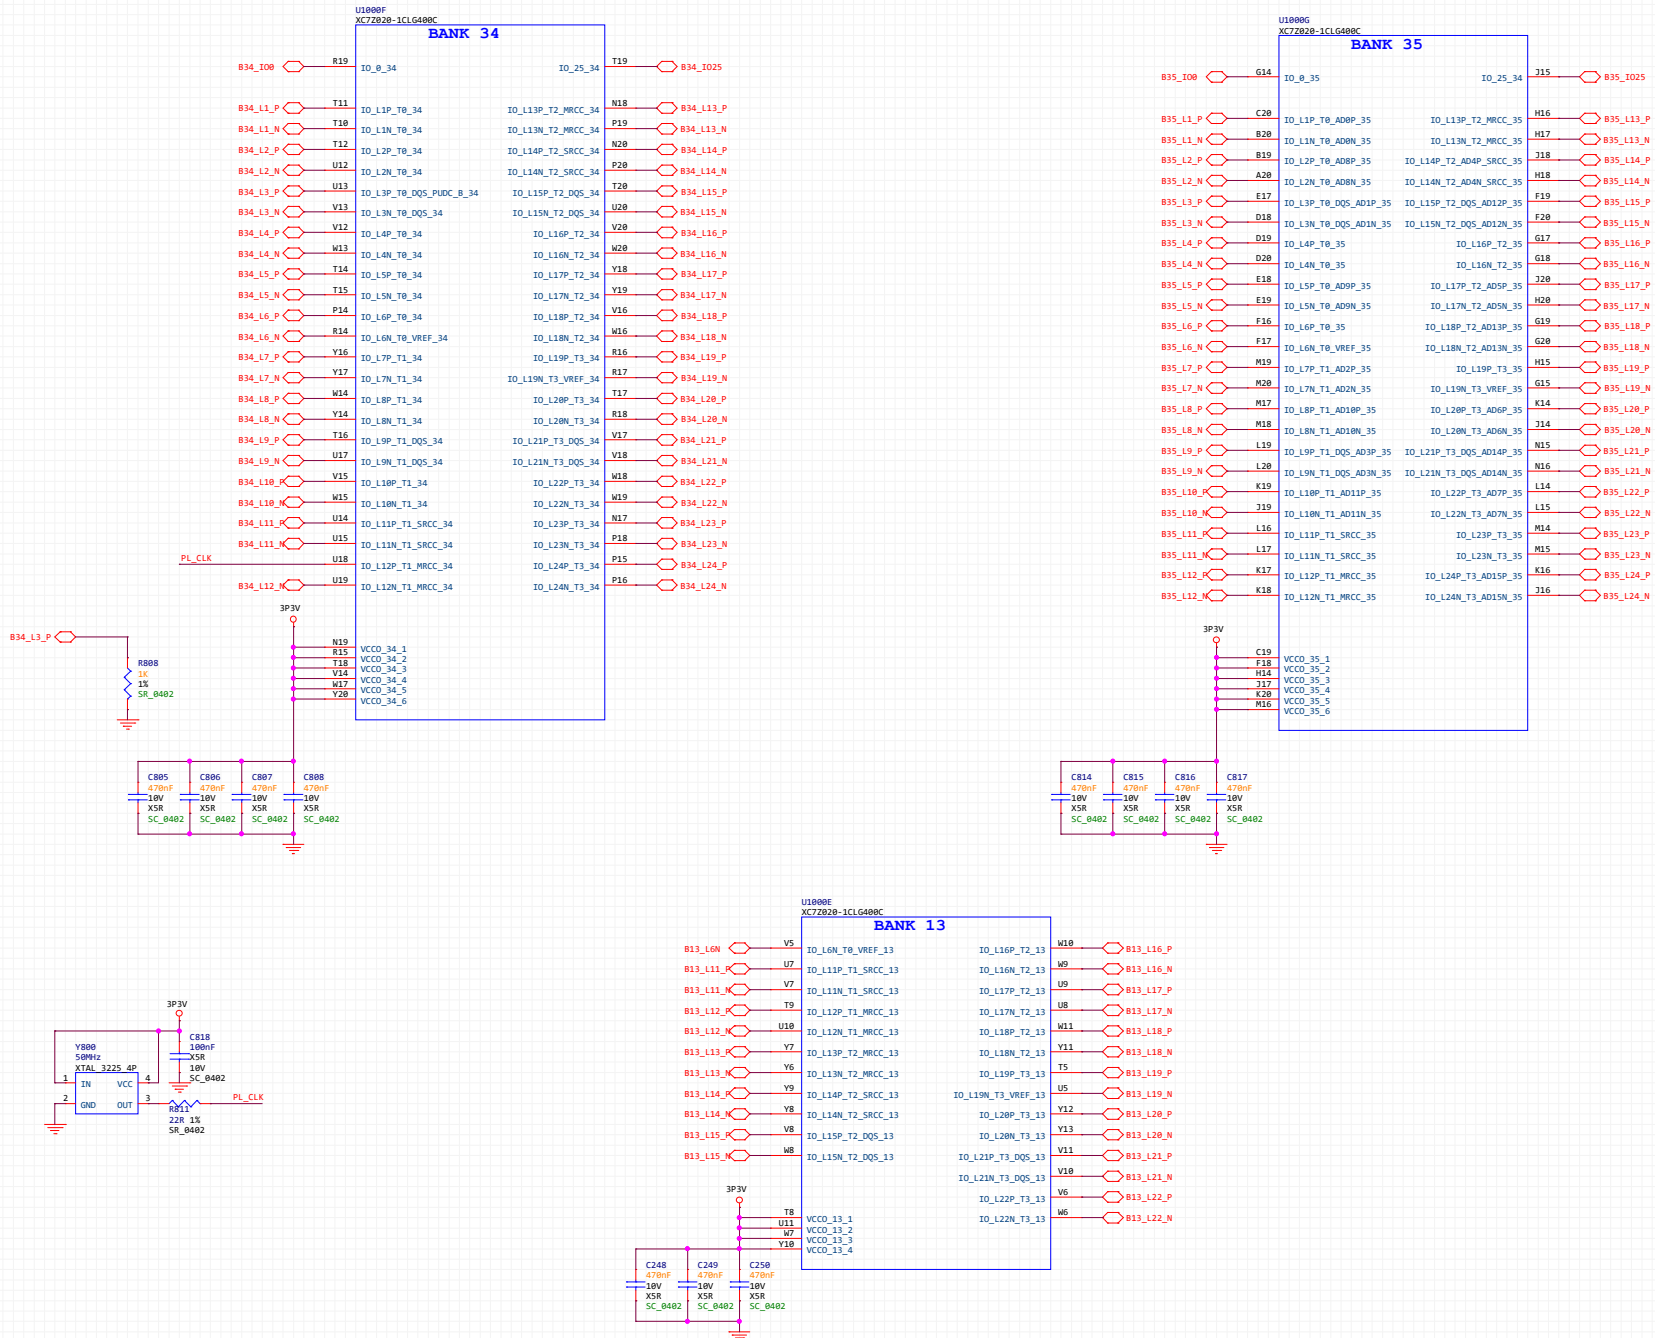 U1000F
XC7Z020-1CLG400C
BANK 34
B34_IO0 R19 IO_0_34 IO_25_34 T19 B34_IO25
B34_L1_P T11 IO_L1P_T0_34 IO_L13P_T2_MRCC_34 N18 B34_L13_P
B34_L1_N T10 IO_L1N_T0_34 IO_L13N_T2_MRCC_34 P19 B34_L13_N
B34_L2_P T12 IO_L2P_T0_34 IO_L14P_T2_SRCC_34 N20 B34_L14_P
B34_L2_N U12 IO_L2N_T0_34 IO_L14N_T2_SRCC_34 P20 B34_L14_N
B34_L3_P U13 IO_L3P_T0_DQS_PUDC_B_34 IO_L15P_T2_DQS_34 T20 B34_L15_P
B34_L3_N V13 IO_L3N_T0_DQS_34 IO_L15N_T2_DQS_34 U20 B34_L15_N
B34_L4_P V12 IO_L4P_T0_34 IO_L16P_T2_34 V20 B34_L16_P
B34_L4_N W13 IO_L4N_T0_34 IO_L16N_T2_34 W20 B34_L16_N
B34_L5_P T14 IO_L5P_T0_34 IO_L17P_T2_34 Y18 B34_L17_P
B34_L5_N T15 IO_L5N_T0_34 IO_L17N_T2_34 Y19 B34_L17_N
B34_L6_P P14 IO_L6P_T0_34 IO_L18P_T2_34 V16 B34_L18_P
B34_L6_N R14 IO_L6N_T0_VREF_34 IO_L18N_T2_34 W16 B34_L18_N
B34_L7_P Y16 IO_L7P_T1_34 IO_L19P_T3_34 R16 B34_L19_P
B34_L7_N Y17 IO_L7N_T1_34 IO_L19N_T3_VREF_34 R17 B34_L19_N
B34_L8_P W14 IO_L8P_T1_34 IO_L20P_T3_34 T17 B34_L20_P
B34_L8_N Y14 IO_L8N_T1_34 IO_L20N_T3_34 R18 B34_L20_N
B34_L9_P T16 IO_L9P_T1_DQS_34 IO_L21P_T3_DQS_34 V17 B34_L21_P
B34_L9_N U17 IO_L9N_T1_DQS_34 IO_L21N_T3_DQS_34 V18 B34_L21_N
B34_L10_P V15 IO_L10P_T1_34 IO_L22P_T3_34 W18 B34_L22_P
B34_L10_N W15 IO_L10N_T1_34 IO_L22N_T3_34 W19 B34_L22_N
B34_L11_P U14 IO_L11P_T1_SRCC_34 IO_L23P_T3_34 N17 B34_L23_P
B34_L11_N U15 IO_L11N_T1_SRCC_34 IO_L23N_T3_34 P18 B34_L23_N
PL_CLK U18 IO_L12P_T1_MRCC_34 IO_L24P_T3_34 P15 B34_L24_P
B34_L12_N U19 IO_L12N_T1_MRCC_34 IO_L24N_T3_34 P16 B34_L24_N
3P3V
N19 VCCO_34_1
R15 VCCO_34_2
T18 VCCO_34_3
V14 VCCO_34_4
W17 VCCO_34_5
Y20 VCCO_34_6
B34_L3_P
R808
1K
1%
SR_0402
C805 C806 C807 C808
470nF 470nF 470nF 470nF
10V 10V 10V 10V
X5R X5R X5R X5R
SC_0402 SC_0402 SC_0402 SC_0402
U1000G
XC7Z020-1CLG400C
BANK 35
B35_IO0 G14 IO_0_35 IO_25_34 J15 B35_IO25
B35_L1_P C20 IO_L1P_T0_AD0P_35 IO_L13P_T2_MRCC_35 H16 B35_L13_P
B35_L1_N B20 IO_L1N_T0_AD0N_35 IO_L13N_T2_MRCC_35 H17 B35_L13_N
B35_L2_P B19 IO_L2P_T0_AD8P_35 IO_L14P_T2_AD4P_SRCC_35 J18 B35_L14_P
B35_L2_N A20 IO_L2N_T0_AD8N_35 IO_L14N_T2_AD4N_SRCC_35 H18 B35_L14_N
B35_L3_P E17 IO_L3P_T0_DQS_AD1P_35 IO_L15P_T2_DQS_AD12P_35 F19 B35_L15_P
B35_L3_N D18 IO_L3N_T0_DQS_AD1N_35 IO_L15N_T2_DQS_AD12N_35 F20 B35_L15_N
B35_L4_P D19 IO_L4P_T0_35 IO_L16P_T2_35 G17 B35_L16_P
B35_L4_N D20 IO_L4N_T0_35 IO_L16N_T2_35 G18 B35_L16_N
B35_L5_P E18 IO_L5P_T0_AD9P_35 IO_L17P_T2_AD5P_35 J20 B35_L17_P
B35_L5_N E19 IO_L5N_T0_AD9N_35 IO_L17N_T2_AD5N_35 H20 B35_L17_N
B35_L6_P F16 IO_L6P_T0_35 IO_L18P_T2_AD13P_35 G19 B35_L18_P
B35_L6_N F17 IO_L6N_T0_VREF_35 IO_L18N_T2_AD13N_35 G20 B35_L18_N
B35_L7_P M19 IO_L7P_T1_AD2P_35 IO_L19P_T3_35 H15 B35_L19_P
B35_L7_N M20 IO_L7N_T1_AD2N_35 IO_L19N_T3_VREF_35 G15 B35_L19_N
B35_L8_P M17 IO_L8P_T1_AD10P_35 IO_L20P_T3_AD6P_35 K14 B35_L20_P
B35_L8_N M18 IO_L8N_T1_AD10N_35 IO_L20N_T3_AD6N_35 J14 B35_L20_N
B35_L9_P L19 IO_L9P_T1_DQS_AD3P_35 IO_L21P_T3_DQS_AD14P_35 N15 B35_L21_P
B35_L9_N L20 IO_L9N_T1_DQS_AD3N_35 IO_L21N_T3_DQS_AD14N_35 N16 B35_L21_N
B35_L10_P K19 IO_L10P_T1_AD11P_35 IO_L22P_T3_AD7P_35 L14 B35_L22_P
B35_L10_N J19 IO_L10N_T1_AD11N_35 IO_L22N_T3_AD7N_35 L15 B35_L22_N
B35_L11_P L16 IO_L11P_T1_SRCC_35 IO_L23P_T3_35 M14 B35_L23_P
B35_L11_N L17 IO_L11N_T1_SRCC_35 IO_L23N_T3_35 M15 B35_L23_N
B35_L12_P K17 IO_L12P_T1_MRCC_35 IO_L24P_T3_AD15P_35 K16 B35_L24_P
B35_L12_N K18 IO_L12N_T1_MRCC_35 IO_L24N_T3_AD15N_35 J16 B35_L24_N
3P3V
C19 VCCO_35_1
F18 VCCO_35_2
H14 VCCO_35_3
J17 VCCO_35_4
K20 VCCO_35_5
M16 VCCO_35_6
C814 C815 C816 C817
470nF 470nF 470nF 470nF
10V 10V 10V 10V
X5R X5R X5R X5R
SC_0402 SC_0402 SC_0402 SC_0402
U1000E
XC7Z020-1CLG400C
BANK 13
B13_L6N V5 IO_L6N_T0_VREF_13 IO_L16P_T2_13 W10 B13_L16_P
B13_L11_P U7 IO_L11P_T1_SRCC_13 IO_L16N_T2_13 W9 B13_L16_N
B13_L11_N V7 IO_L11N_T1_SRCC_13 IO_L17P_T2_13 U9 B13_L17_P
B13_L12_P T9 IO_L12P_T1_MRCC_13 IO_L17N_T2_13 U8 B13_L17_N
B13_L12_N U10 IO_L12N_T1_MRCC_13 IO_L18P_T2_13 W11 B13_L18_P
B13_L13_P Y7 IO_L13P_T2_MRCC_13 IO_L18N_T2_13 Y11 B13_L18_N
B13_L13_N Y6 IO_L13N_T2_MRCC_13 IO_L19P_T3_13 T5 B13_L19_P
B13_L14_P Y9 IO_L14P_T2_SRCC_13 IO_L19N_T3_VREF_13 U5 B13_L19_N
B13_L14_N Y8 IO_L14N_T2_SRCC_13 IO_L20P_T3_13 Y12 B13_L20_P
B13_L15_P V8 IO_L15P_T2_DQS_13 IO_L20N_T3_13 Y13 B13_L20_N
B13_L15_N W8 IO_L15N_T2_DQS_13 IO_L21P_T3_DQS_13 V11 B13_L21_P
IO_L21N_T3_DQS_13 V10 B13_L21_N
IO_L22P_T3_13 V6 B13_L22_P
IO_L22N_T3_13 W6 B13_L22_N
3P3V
T8 VCCO_13_1
U11 VCCO_13_2
W7 VCCO_13_3
Y10 VCCO_13_4
C248 C249 C250
470nF 470nF 470nF
10V 10V 10V
X5R X5R X5R
SC_0402 SC_0402 SC_0402
3P3V
C818
100nF
X5R
10V
SC_0402
Y800
50MHz
XTAL_3225_4P
1 IN VCC 4
2 GND OUT 3
PL_CLK
R811
22R 1%
SR_0402